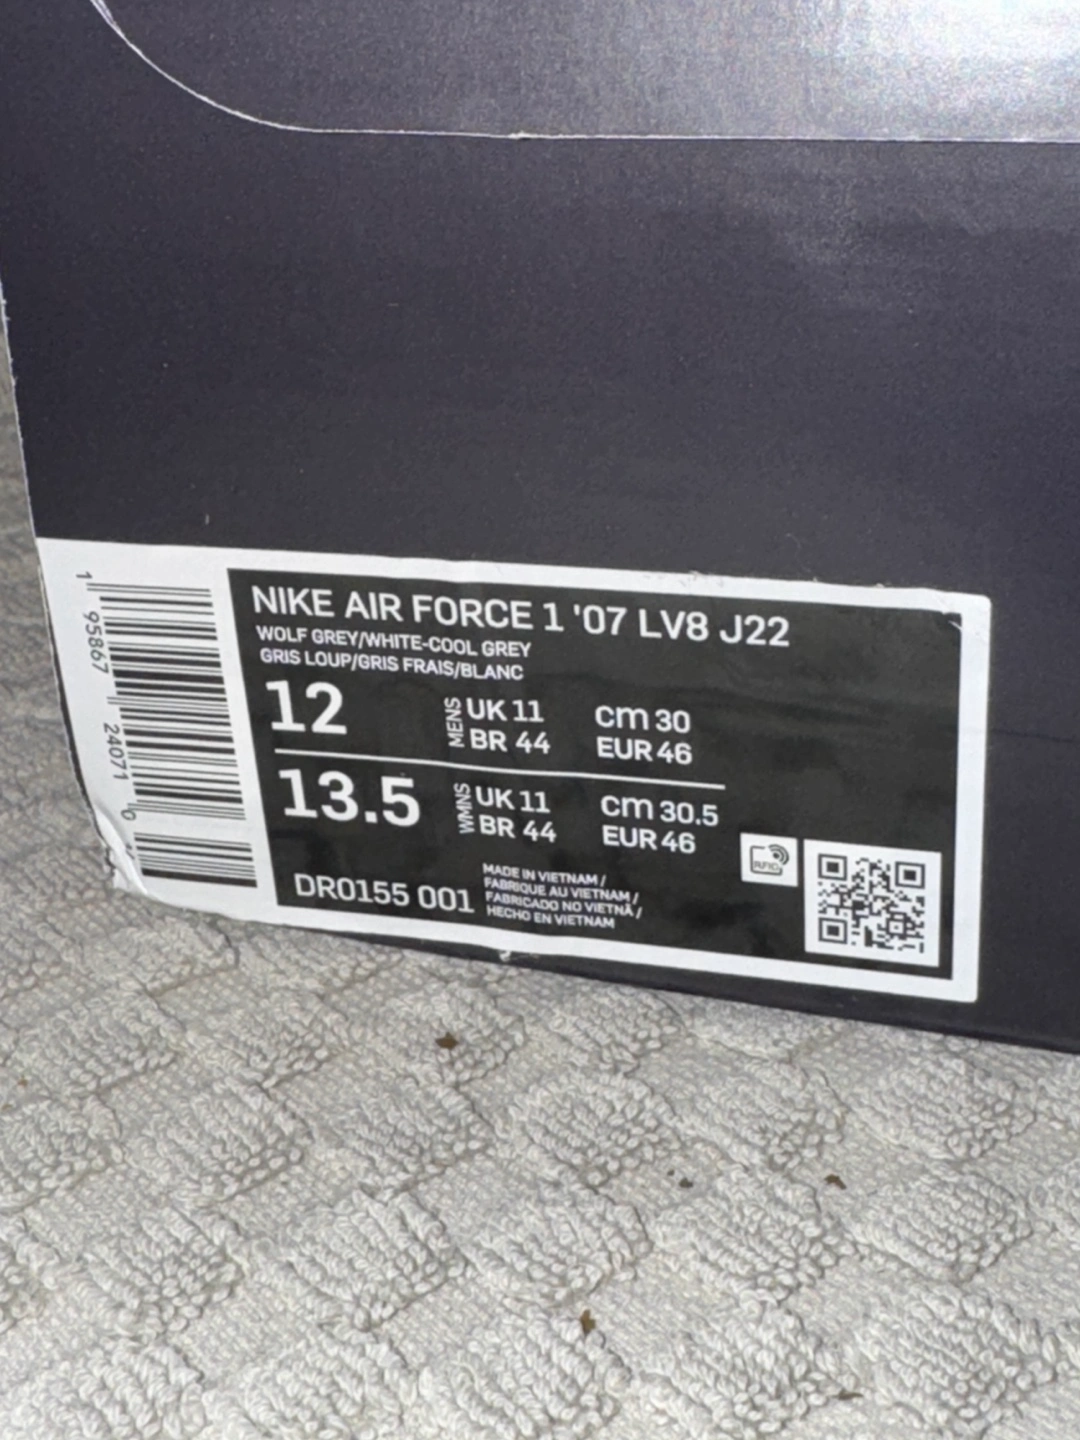 NIKE AIR FORCE 1 '07 LV8 J22
WOLF GREY/WHITE-COOL GREY
GRIS LOUP/GRIS FRAIS/BLANC
12 MENS UK 11 cm 30
BR 44 EUR 46
13.5 WMNS UK 11 cm 30.5
BR 44 EUR 46
DR0155 001
MADE IN VIETNAM /
FABRIQUE AU VIETNAM /
FABRICADO NO VIETNÃ /
HECHO EN VIETNAM
RFID
1 95867 24071 0